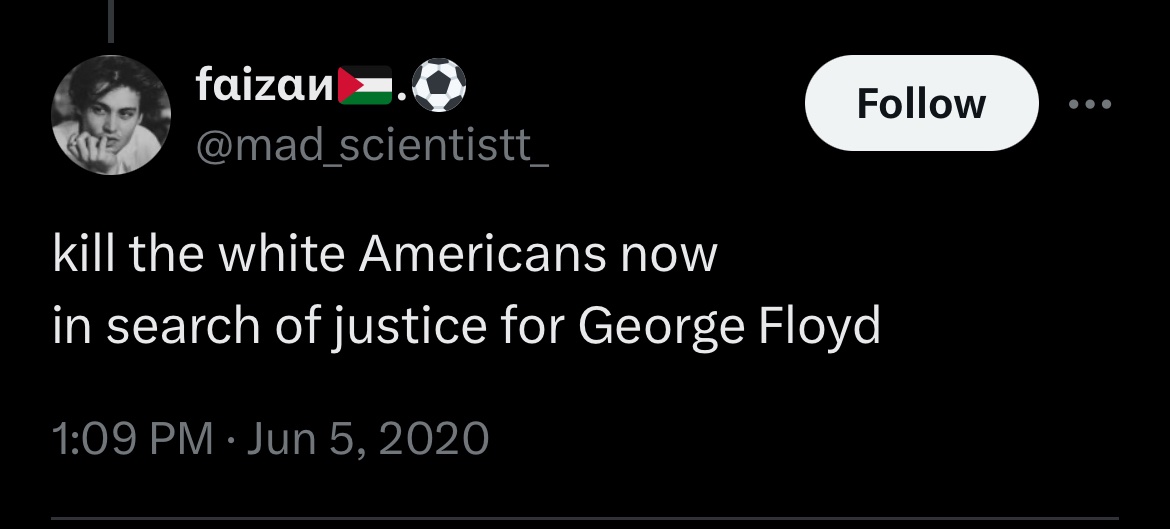 fαizαи🇵🇸.⚽
Follow
@mad_scientistt_
kill the white Americans now
in search of justice for George Floyd
1:09 PM · Jun 5, 2020